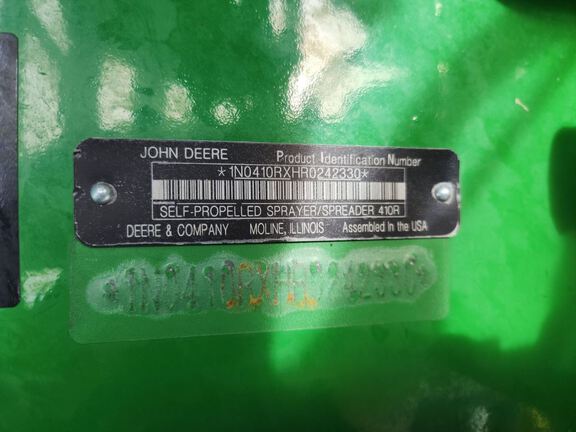 JOHN DEERE Product Identification Number
*1N0410RXHR0242330*
SELF-PROPELLED SPRAYER/SPREADER 410R
DEERE & COMPANY MOLINE, ILLINOIS Assembled in the USA